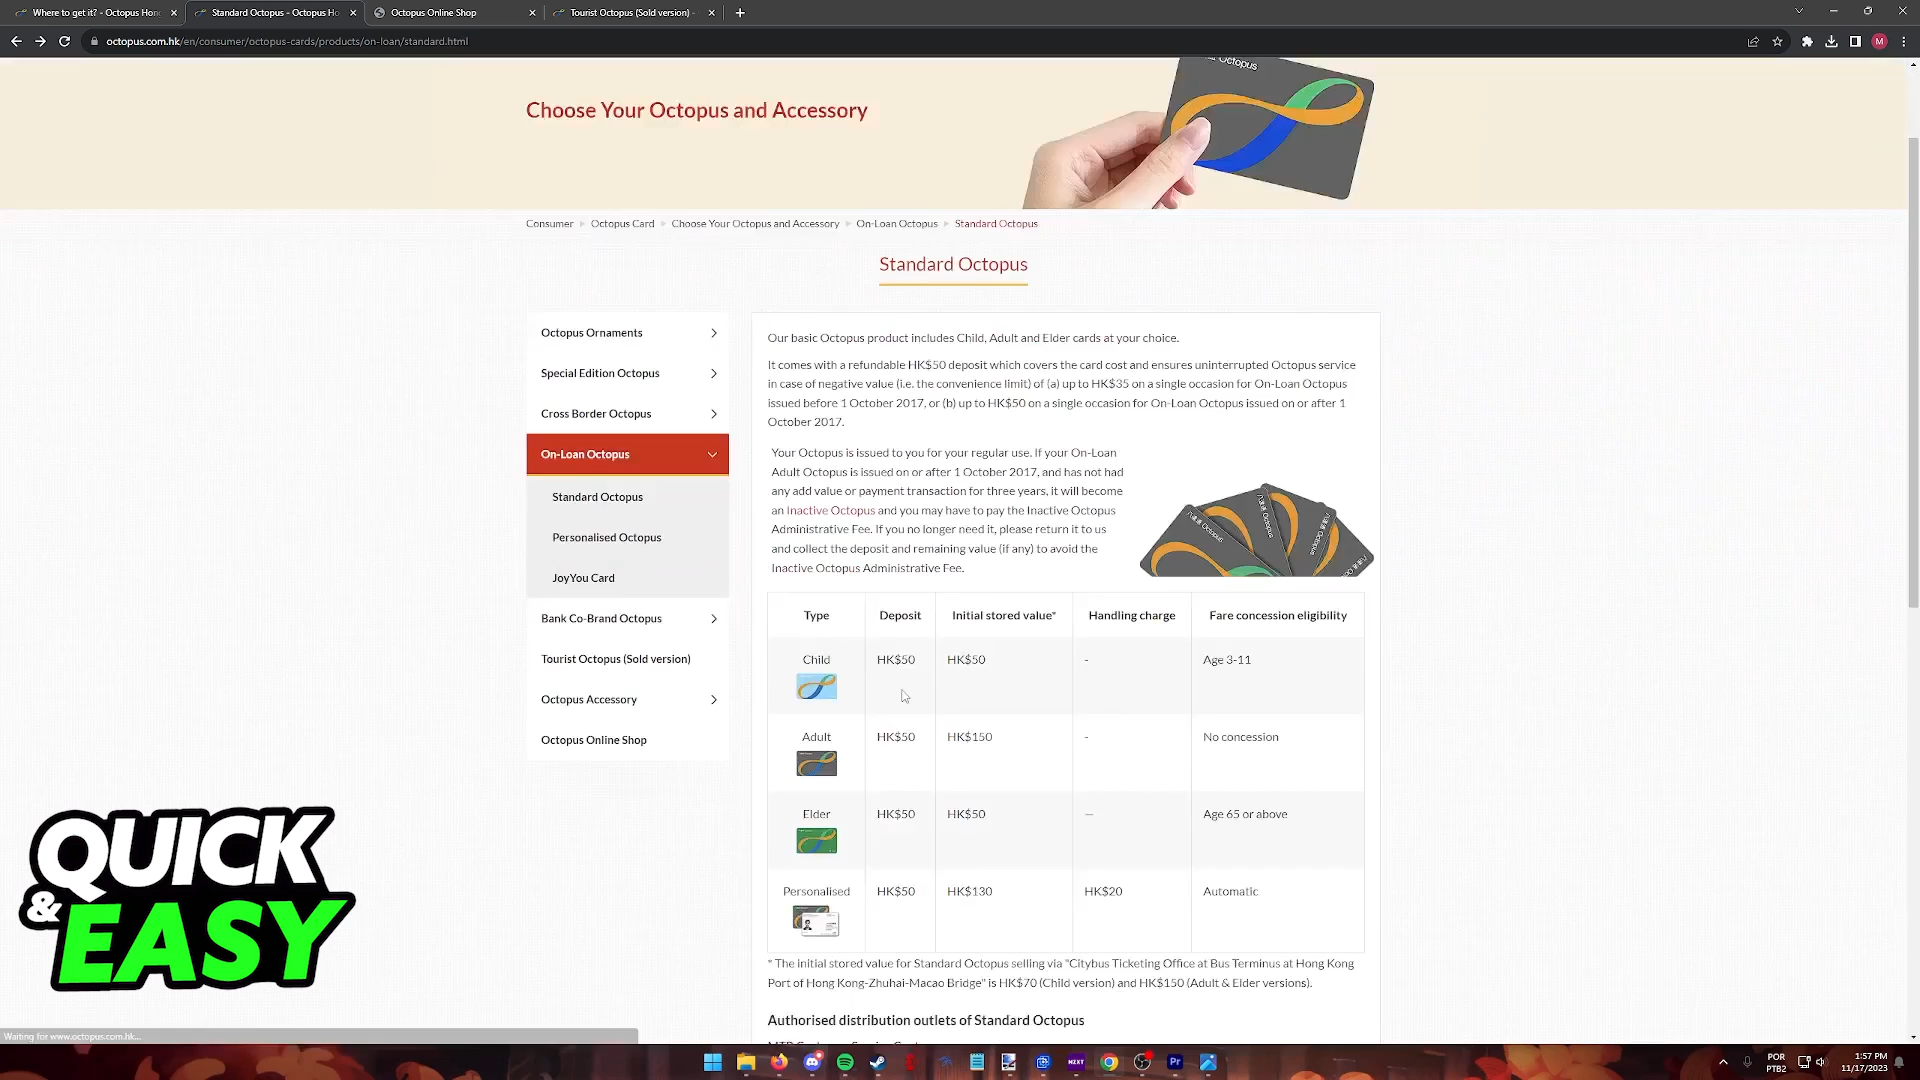 Where to get it? - Octopus Hon
Standard Octopus - Octopus Ho
Octopus Online Shop
Tourist Octopus (Sold version) -
octopus.com.hk/en/consumer/octopus-cards/products/on-loan/standard.html
M
Octopus
Choose Your Octopus and Accessory
Consumer
Octopus Card
Choose Your Octopus and Accessory
On-Loan Octopus
Standard Octopus
Standard Octopus
Octopus Ornaments
Special Edition Octopus
Cross Border Octopus
On-Loan Octopus
Standard Octopus
Personalised Octopus
JoyYou Card
Bank Co-Brand Octopus
Tourist Octopus (Sold version)
Octopus Accessory
Octopus Online Shop
Our basic Octopus product includes Child, Adult and Elder cards at your choice.
It comes with a refundable HK$50 deposit which covers the card cost and ensures uninterrupted Octopus service
in case of negative value (i.e. the convenience limit) of (a) up to HK$35 on a single occasion for On-Loan Octopus
issued before 1 October 2017, or (b) up to HK$50 on a single occasion for On-Loan Octopus issued on or after 1
October 2017.
Your Octopus is issued to you for your regular use. If your On-Loan
Adult Octopus is issued on or after 1 October 2017, and has not had
any add value or payment transaction for three years, it will become
an Inactive Octopus and you may have to pay the Inactive Octopus
Administrative Fee. If you no longer need it, please return it to us
and collect the deposit and remaining value (if any) to avoid the
Inactive Octopus Administrative Fee.
八達通 Octopus
Type Deposit Initial stored value* Handling charge Fare concession eligibility
Child HK$50 HK$50 - Age 3-11
Adult HK$50 HK$150 - No concession
Elder HK$50 HK$50 — Age 65 or above
Personalised HK$50 HK$130 HK$20 Automatic
* The initial stored value for Standard Octopus selling via "Citybus Ticketing Office at Bus Terminus at Hong Kong
Port of Hong Kong-Zhuhai-Macao Bridge" is HK$70 (Child version) and HK$150 (Adult & Elder versions).
Authorised distribution outlets of Standard Octopus
QUICK
& EASY
Waiting for www.octopus.com.hk...
NZXT
Pr
POR
PTB2
1:57 PM
11/17/2023